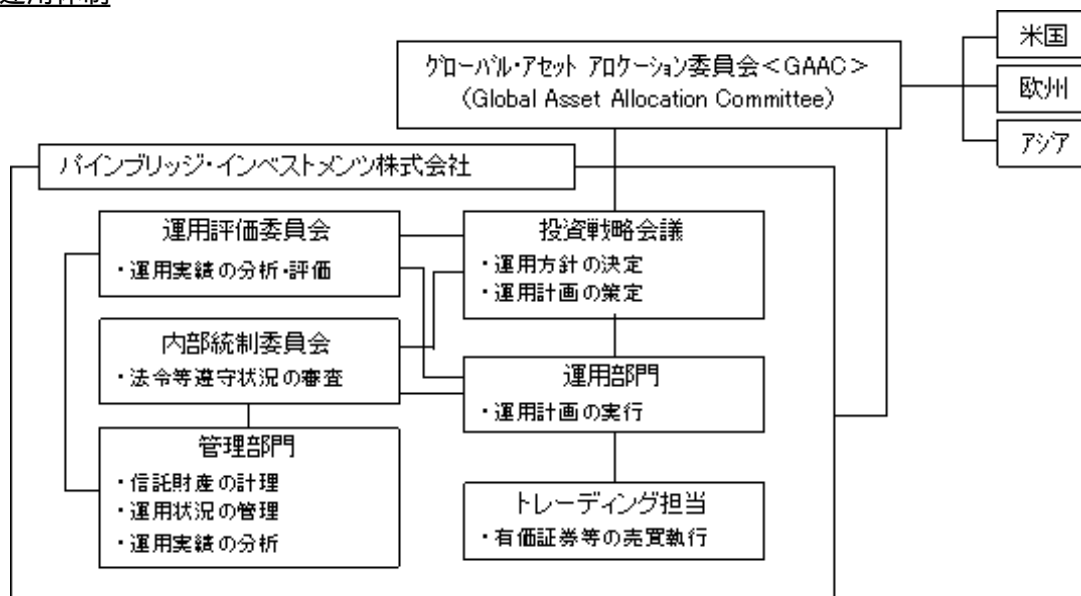 運用体制
グローバル・アセット アロケーション委員会<GAAC>
(Global Asset Allocation Committee)
米国
欧州
アジア
パインブリッジ・インベストメンツ株式会社
運用評価委員会
・運用実績の分析・評価
投資戦略会議
・運用方針の決定
・運用計画の策定
内部統制委員会
・法令等遵守状況の審査
運用部門
・運用計画の実行
管理部門
・信託財産の計理
・運用状況の管理
・運用実績の分析
トレーディング担当
・有価証券等の売買執行